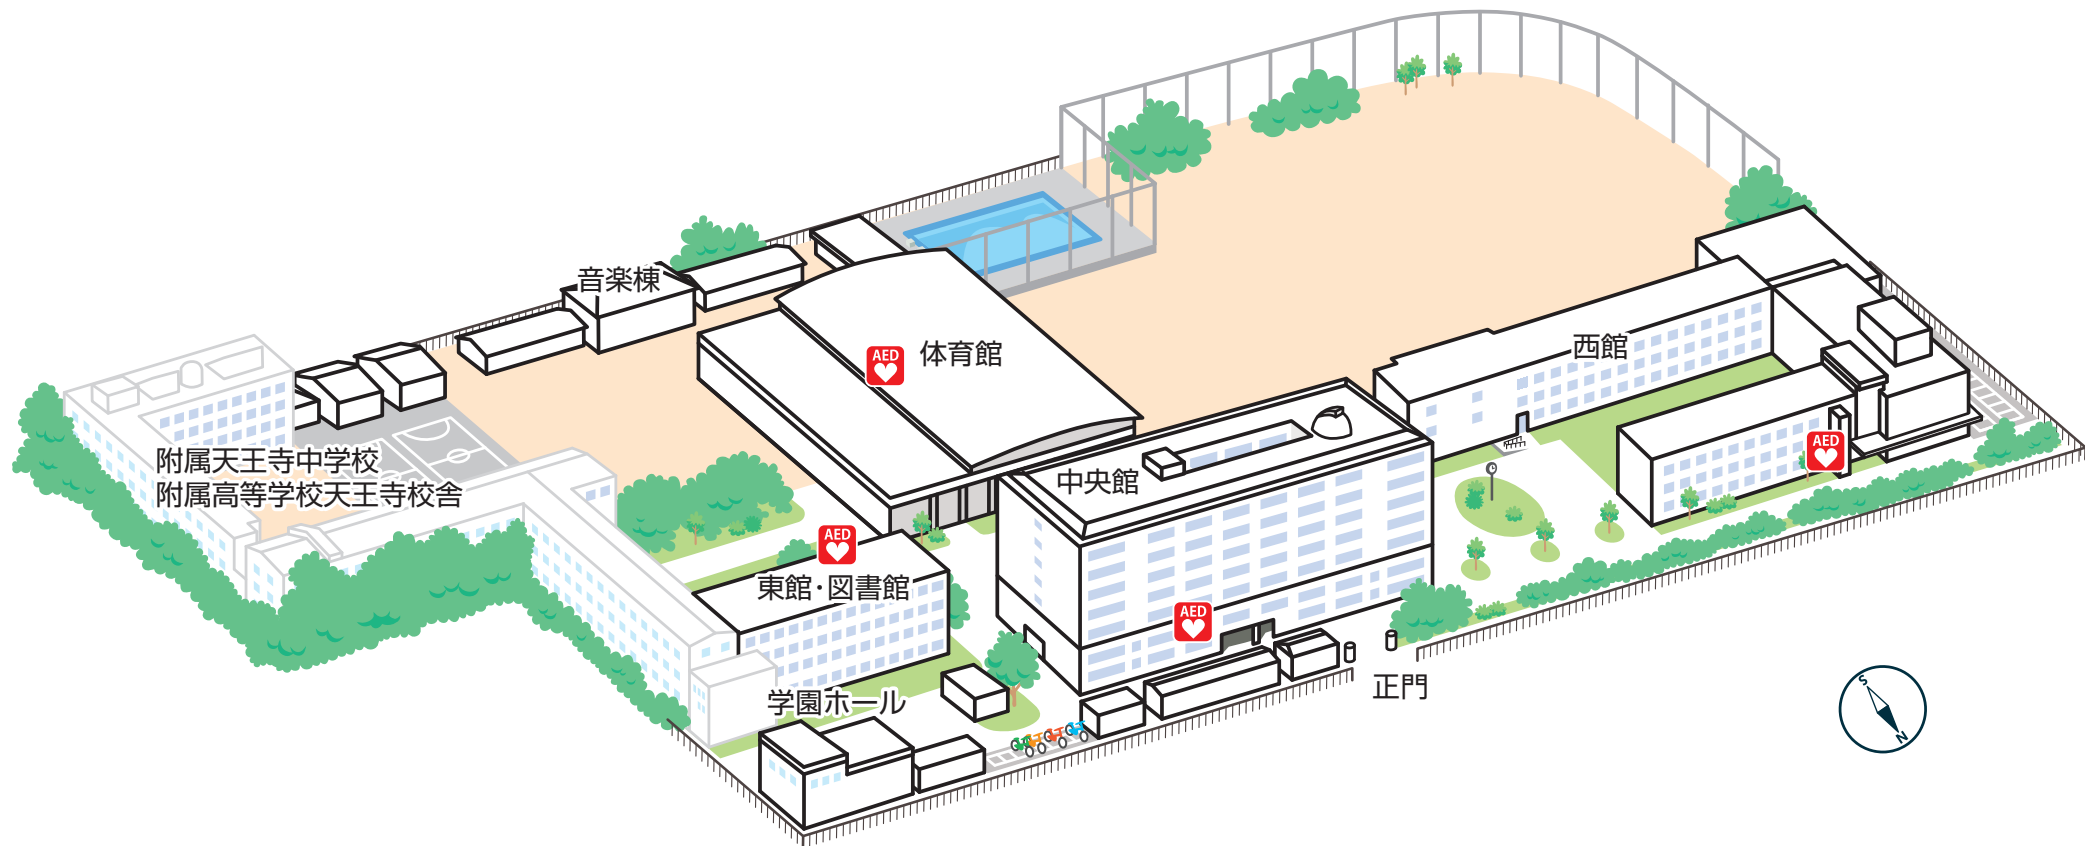 音楽棟
AED
体育館
西館
AED
附属天王寺中学校
附属高等学校天王寺校舎
中央館
AED
東館・図書館
AED
正門
学園ホール
S
N